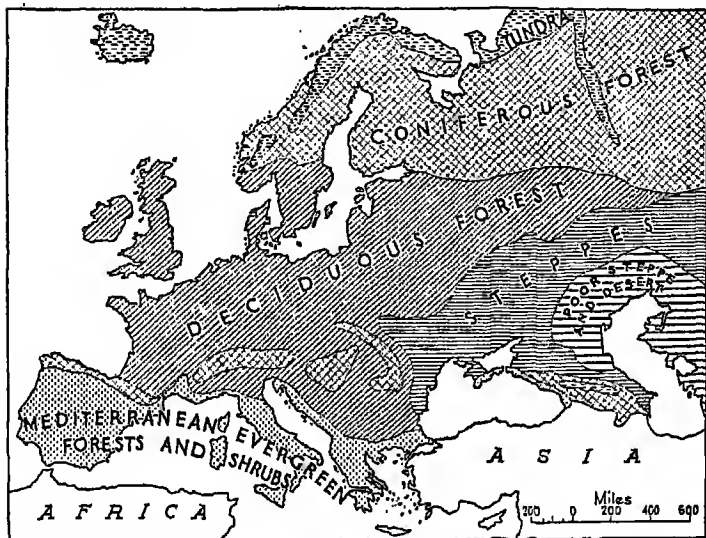 TUNDRA
CONIFEROUS FOREST
DECIDUOUS FOREST
STEPPES
POOR STEPPE
AND DESERT
MEDITERRANEAN EVERGREEN
FORESTS AND SHRUBS
ASIA
AFRICA
Miles
200 0 200 400 600